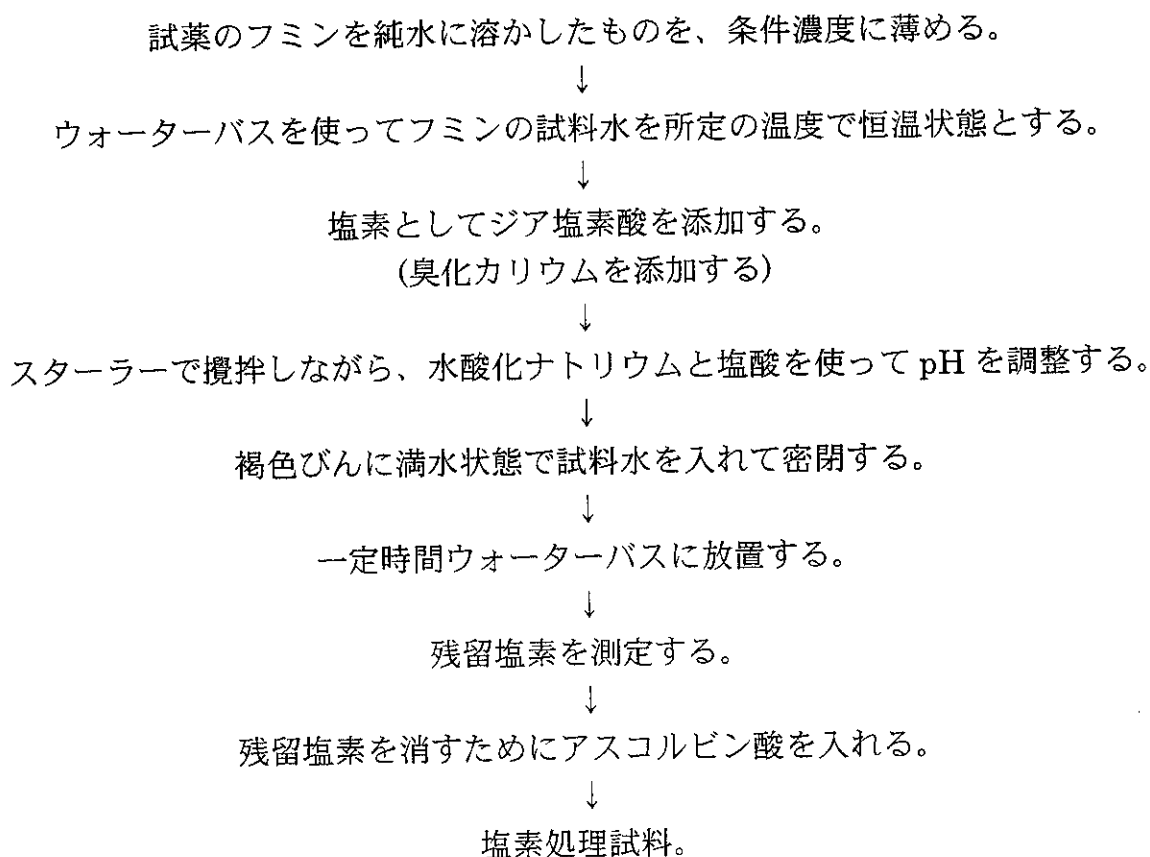 試薬のフミンを純水に溶かしたものを、条件濃度に薄める。
↓
ウォーターバスを使ってフミンの試料水を所定の温度で恒温状態とする。
↓
塩素としてジア塩素酸を添加する。
(臭化カリウムを添加する)
↓
スターラーで攪拌しながら、水酸化ナトリウムと塩酸を使って pH を調整する。
↓
褐色びんに満水状態で試料水を入れて密閉する。
↓
一定時間ウォーターバスに放置する。
↓
残留塩素を測定する。
↓
残留塩素を消すためにアスコルビン酸を入れる。
↓
塩素処理試料。